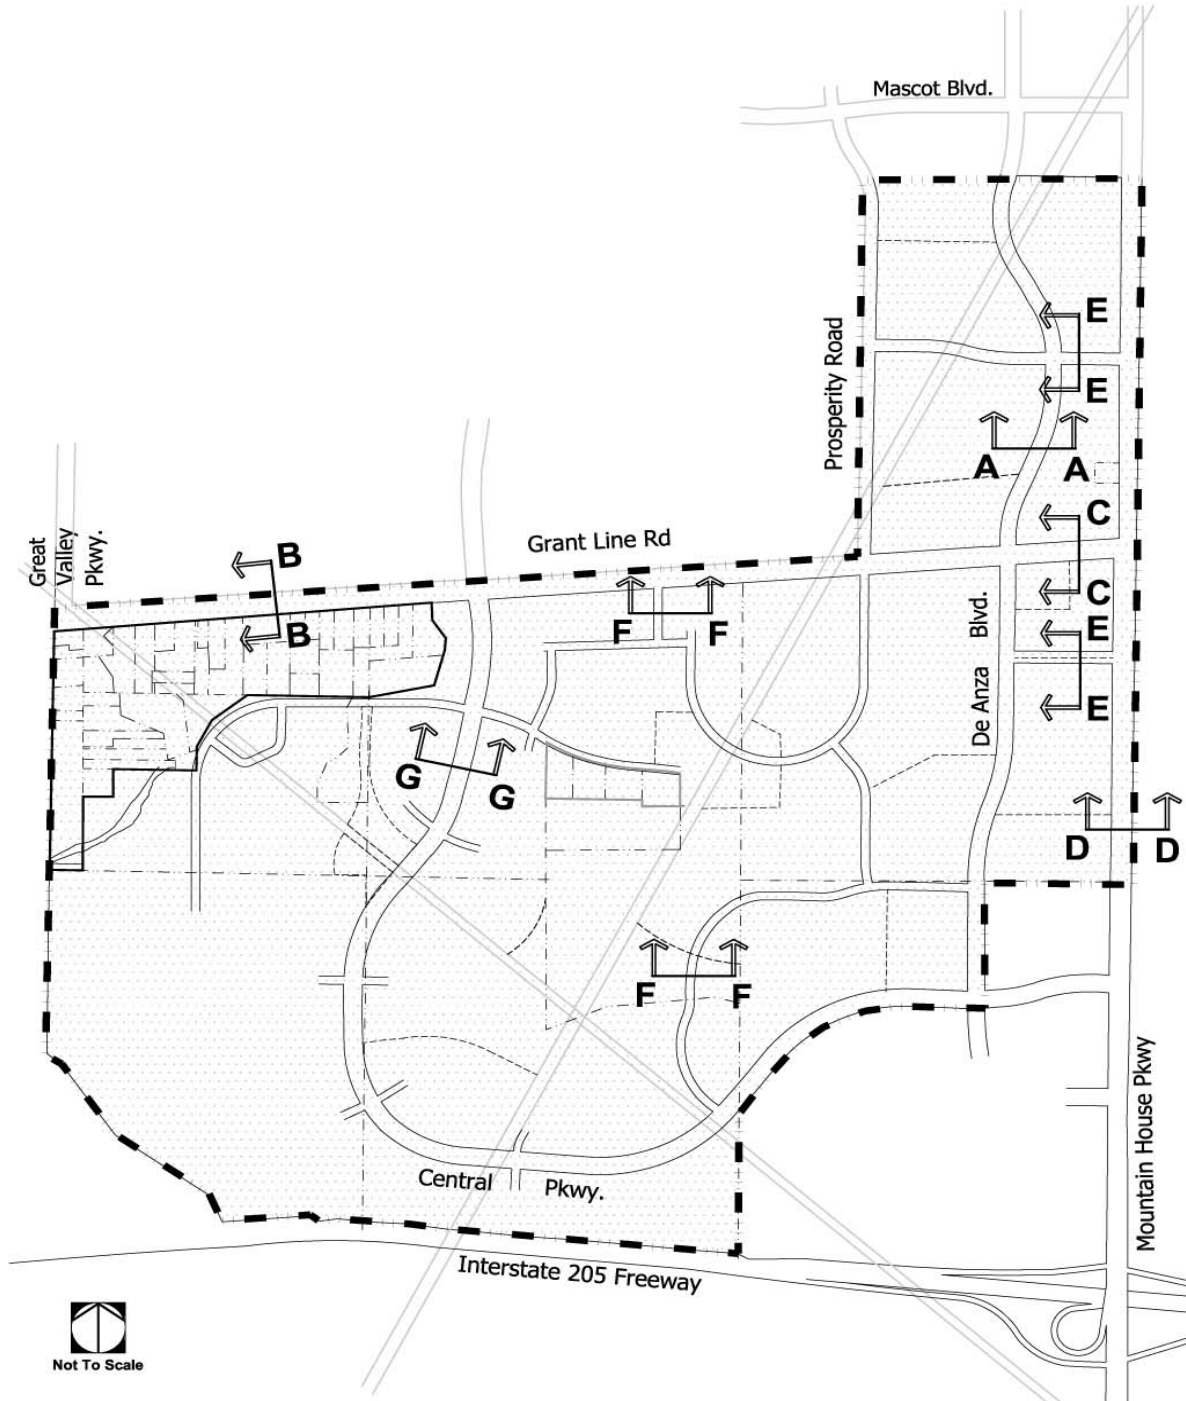 Mascot Blvd.
E
Prosperity Road
E
A
A
C
Grant Line Rd
Great
Valley
Pkwy.
B
C
De Anza Blvd.
F
F
B
E
E
G
G
D
D
F
F
Mountain House Pkwy
Central Pkwy.
Interstate 205 Freeway
Not To Scale